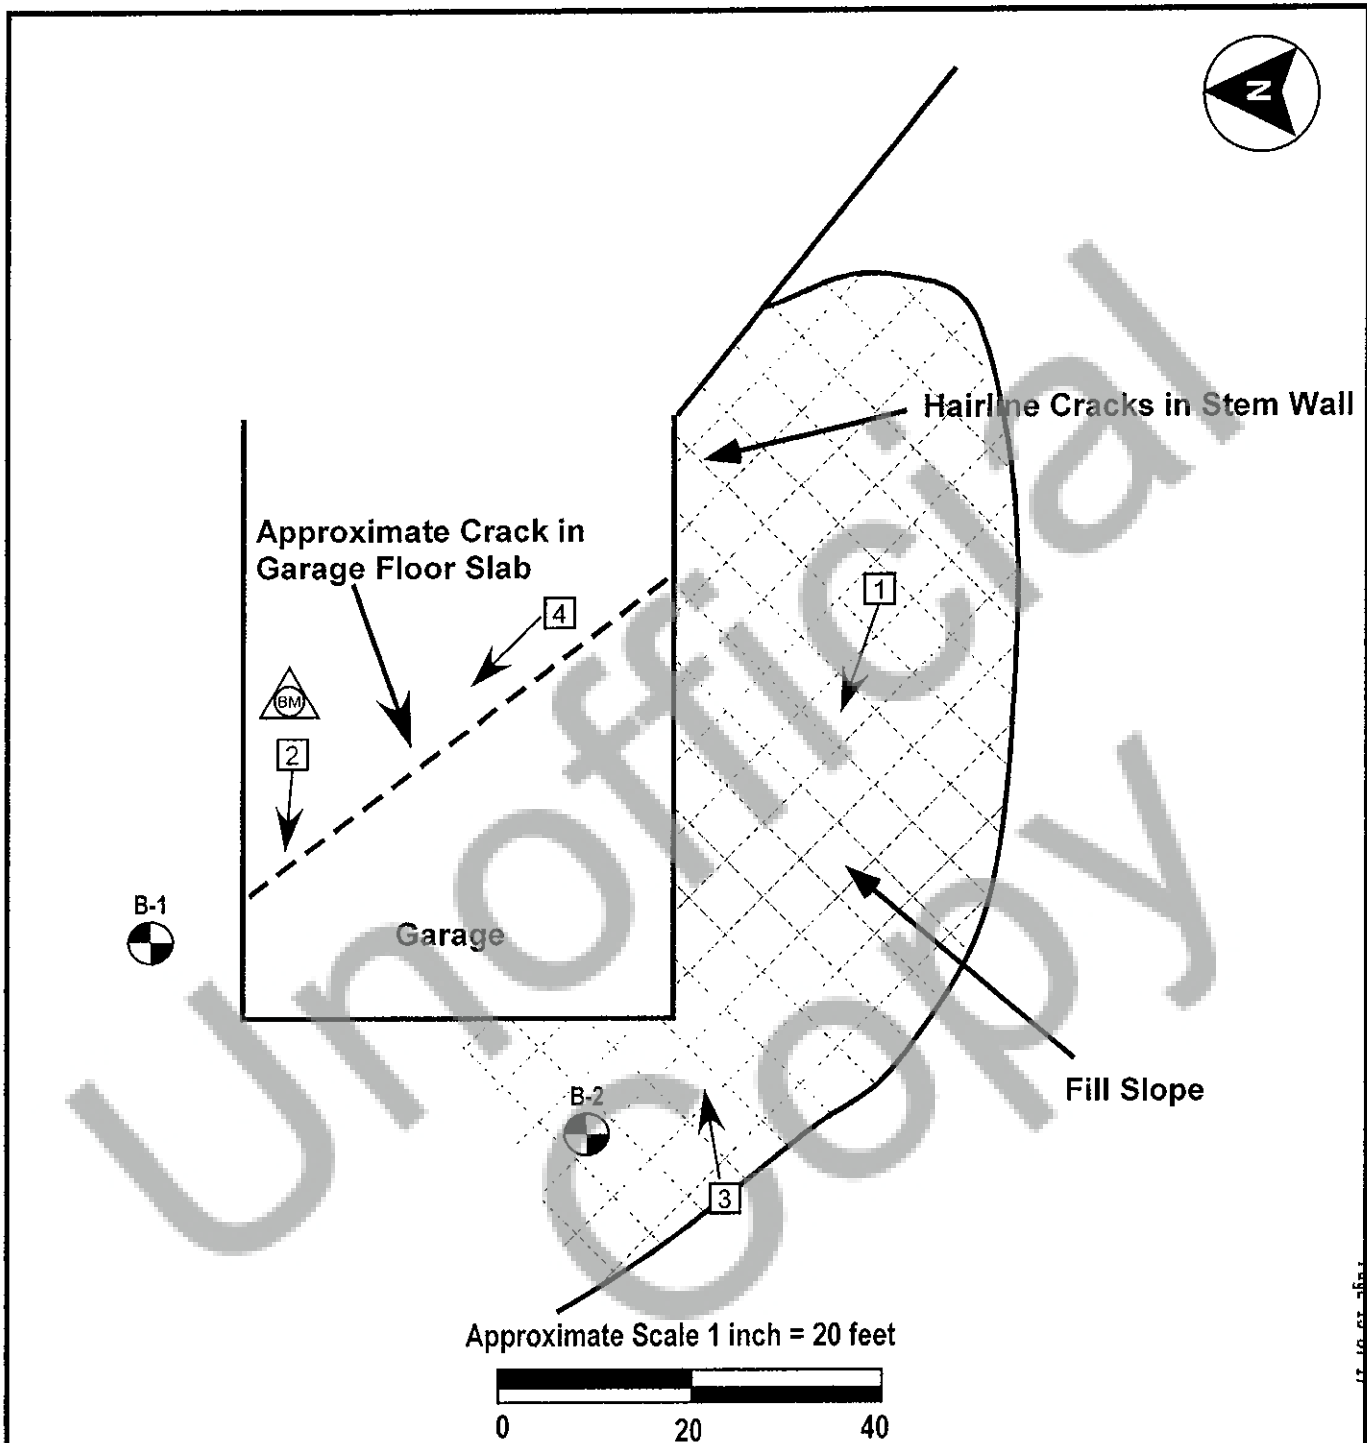 N
Hairline Cracks in Stem Wall
Approximate Crack in
Garage Floor Slab
1
4
BM
2
B-1
Garage
Fill Slope
B-2
3
Approximate Scale 1 inch = 20 feet
0 20 40
Unofficial
Copy